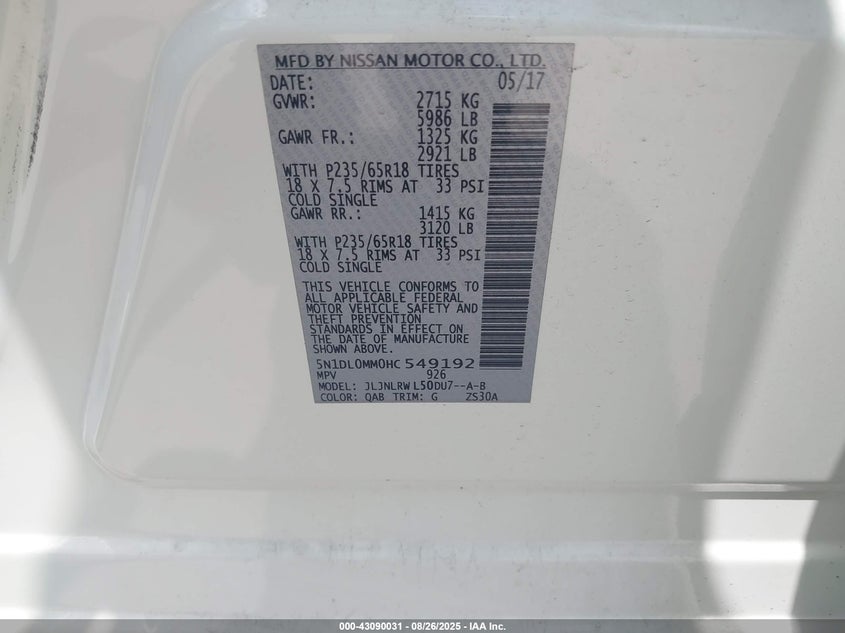 MFD BY NISSAN MOTOR CO., LTD.
DATE: 05/17
GVWR: 2715 KG
5986 LB
GAWR FR.: 1325 KG
2921 LB
WITH P235/65R18 TIRES
18 X 7.5 RIMS AT 33 PSI
COLD SINGLE
GAWR RR.: 1415 KG
3120 LB
WITH P235/65R18 TIRES
18 X 7.5 RIMS AT 33 PSI
COLD SINGLE
THIS VEHICLE CONFORMS TO
ALL APPLICABLE FEDERAL
MOTOR VEHICLE SAFETY AND
THEFT PREVENTION
STANDARDS IN EFFECT ON
THE DATE OF MANUFACTURE
SHOWN ABOVE.
5N1DL0MM0HC549192
MPV 926
MODEL: JLJNLRWL50DU7--A-B
COLOR: QAB TRIM: G ZS30A
000-43090031 - 08/26/2025 - IAA Inc.